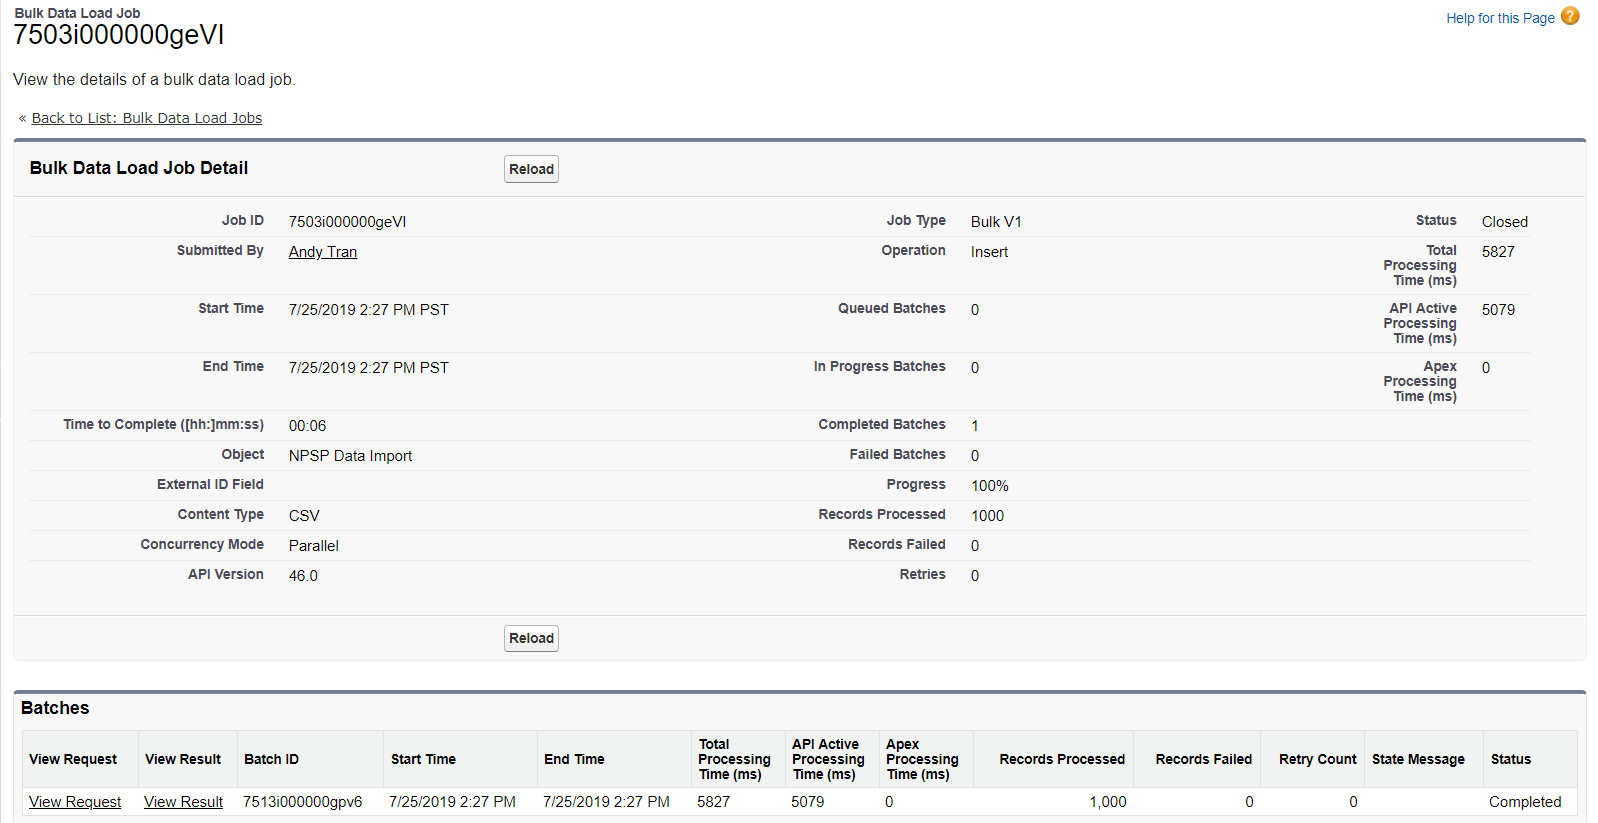 Bulk Data Load Job
7503i000000geVI
Help for this Page ?
View the details of a bulk data load job.
« Back to List: Bulk Data Load Jobs
Bulk Data Load Job Detail
Reload
Job ID 7503i000000geVI Job Type Bulk V1 Status Closed
Submitted By Andy Tran Operation Insert Total Processing Time (ms) 5827
Start Time 7/25/2019 2:27 PM PST Queued Batches 0 API Active Processing Time (ms) 5079
End Time 7/25/2019 2:27 PM PST In Progress Batches 0 Apex Processing Time (ms) 0
Time to Complete ([hh:]mm:ss) 00:06 Completed Batches 1
Object NPSP Data Import Failed Batches 0
External ID Field Progress 100%
Content Type CSV Records Processed 1000
Concurrency Mode Parallel Records Failed 0
API Version 46.0 Retries 0
Reload
Batches
View Request View Result Batch ID Start Time End Time Total Processing Time (ms) API Active Processing Time (ms) Apex Processing Time (ms) Records Processed Records Failed Retry Count State Message Status
View Request View Result 7513i000000gpv6 7/25/2019 2:27 PM 7/25/2019 2:27 PM 5827 5079 0 1,000 0 0 Completed